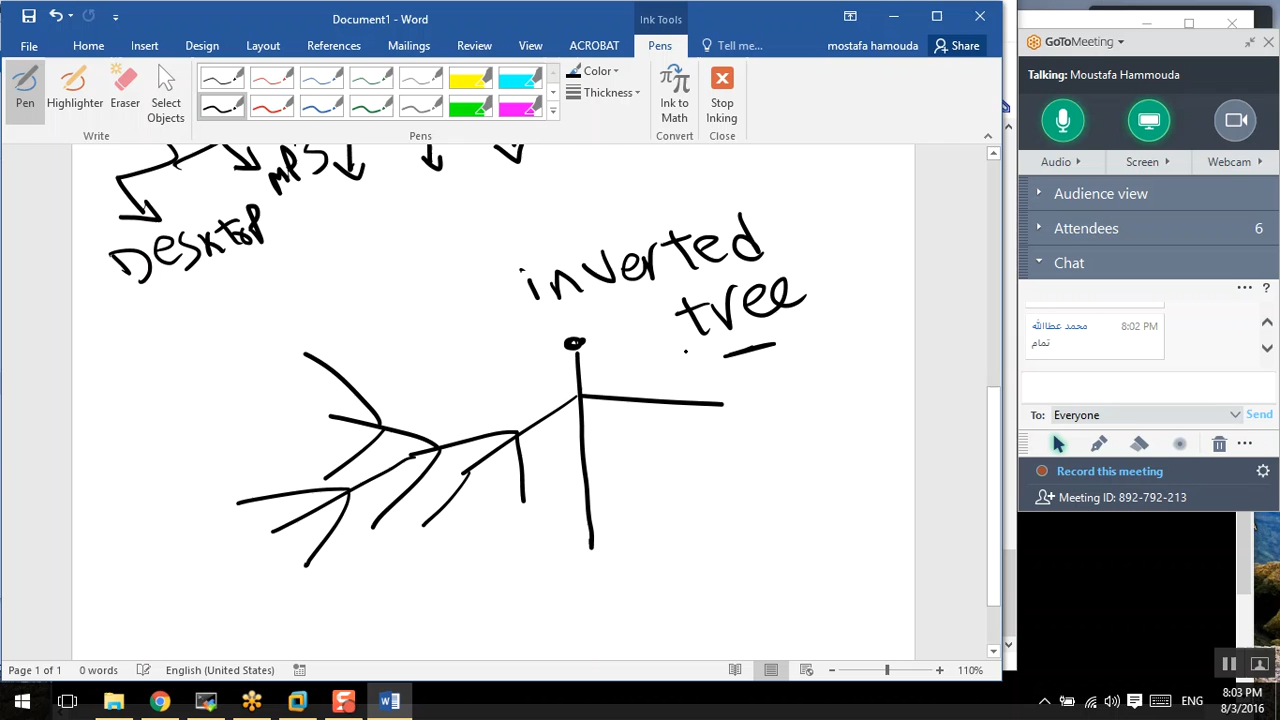 Document1 - Word
Ink Tools
File
Home
Insert
Design
Layout
References
Mailings
Review
View
ACROBAT
Pens
Tell me...
mostafa hamouda
Share
Pen
Highlighter
Eraser
Select Objects
Color
Thickness
Ink to Math
Stop Inking
Write
Pens
Convert
Close
MP3
Desktop
inverted
tree
Page 1 of 1
0 words
English (United States)
110%
GoToMeeting
Talking: Moustafa Hammouda
Audio
Screen
Webcam
Audience view
Attendees
6
Chat
محمد عطاالله
8:02 PM
تمام
To:
Everyone
Send
Record this meeting
Meeting ID: 892-792-213
ENG
8:03 PM
8/3/2016